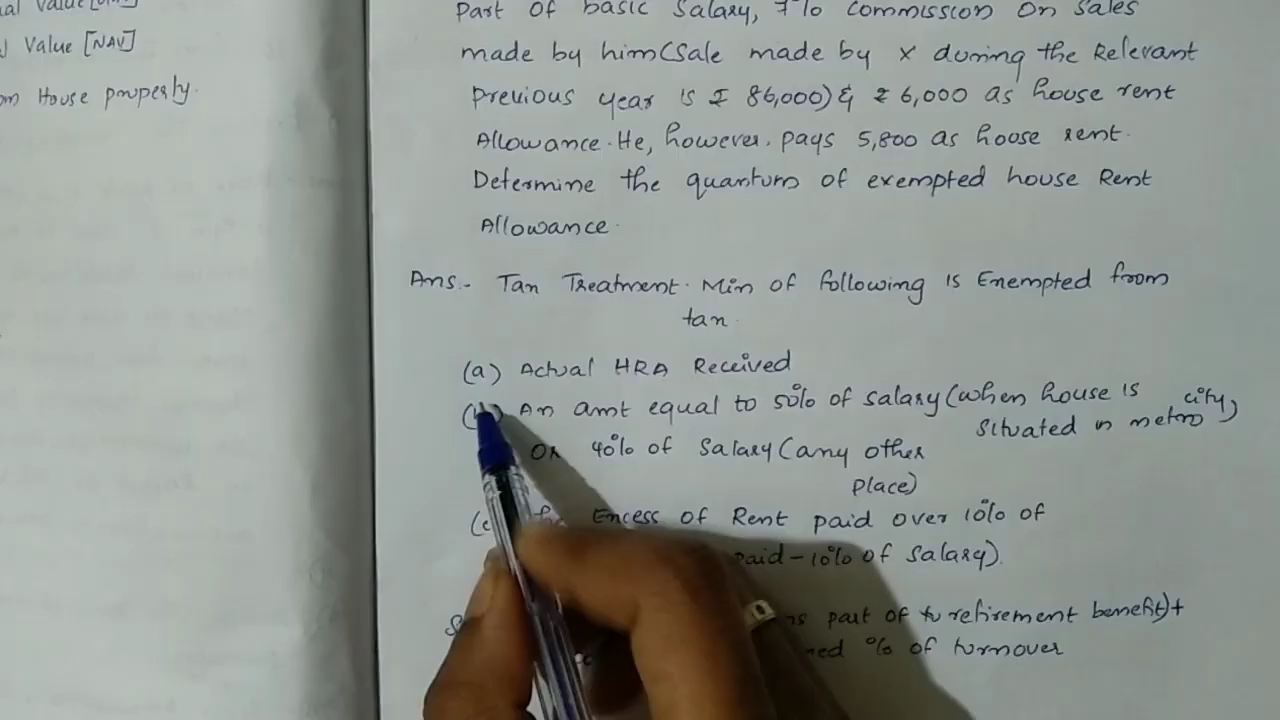 Value
Value [NAV]
House property.
Part of basic Salary, 7% commission on sales
made by him (Sale made by X during the Relevant
Previous year is ₹ 86,000) & ₹ 6,000 as house rent
Allowance. He, however, pays 5,800 as hoose rent.
Determine the quantum of exempted house Rent
Allowance.
Ans.- Tax Treatment. Min of following is Exempted from
tax.
(a) Actual HRA Received
An amt equal to 50% of salary (when house is
situated in metro city)
40% of Salary (any other
place)
Excess of Rent paid over 10% of
paid - 10% of Salary).
part of retirement benefit) +
% of turnover